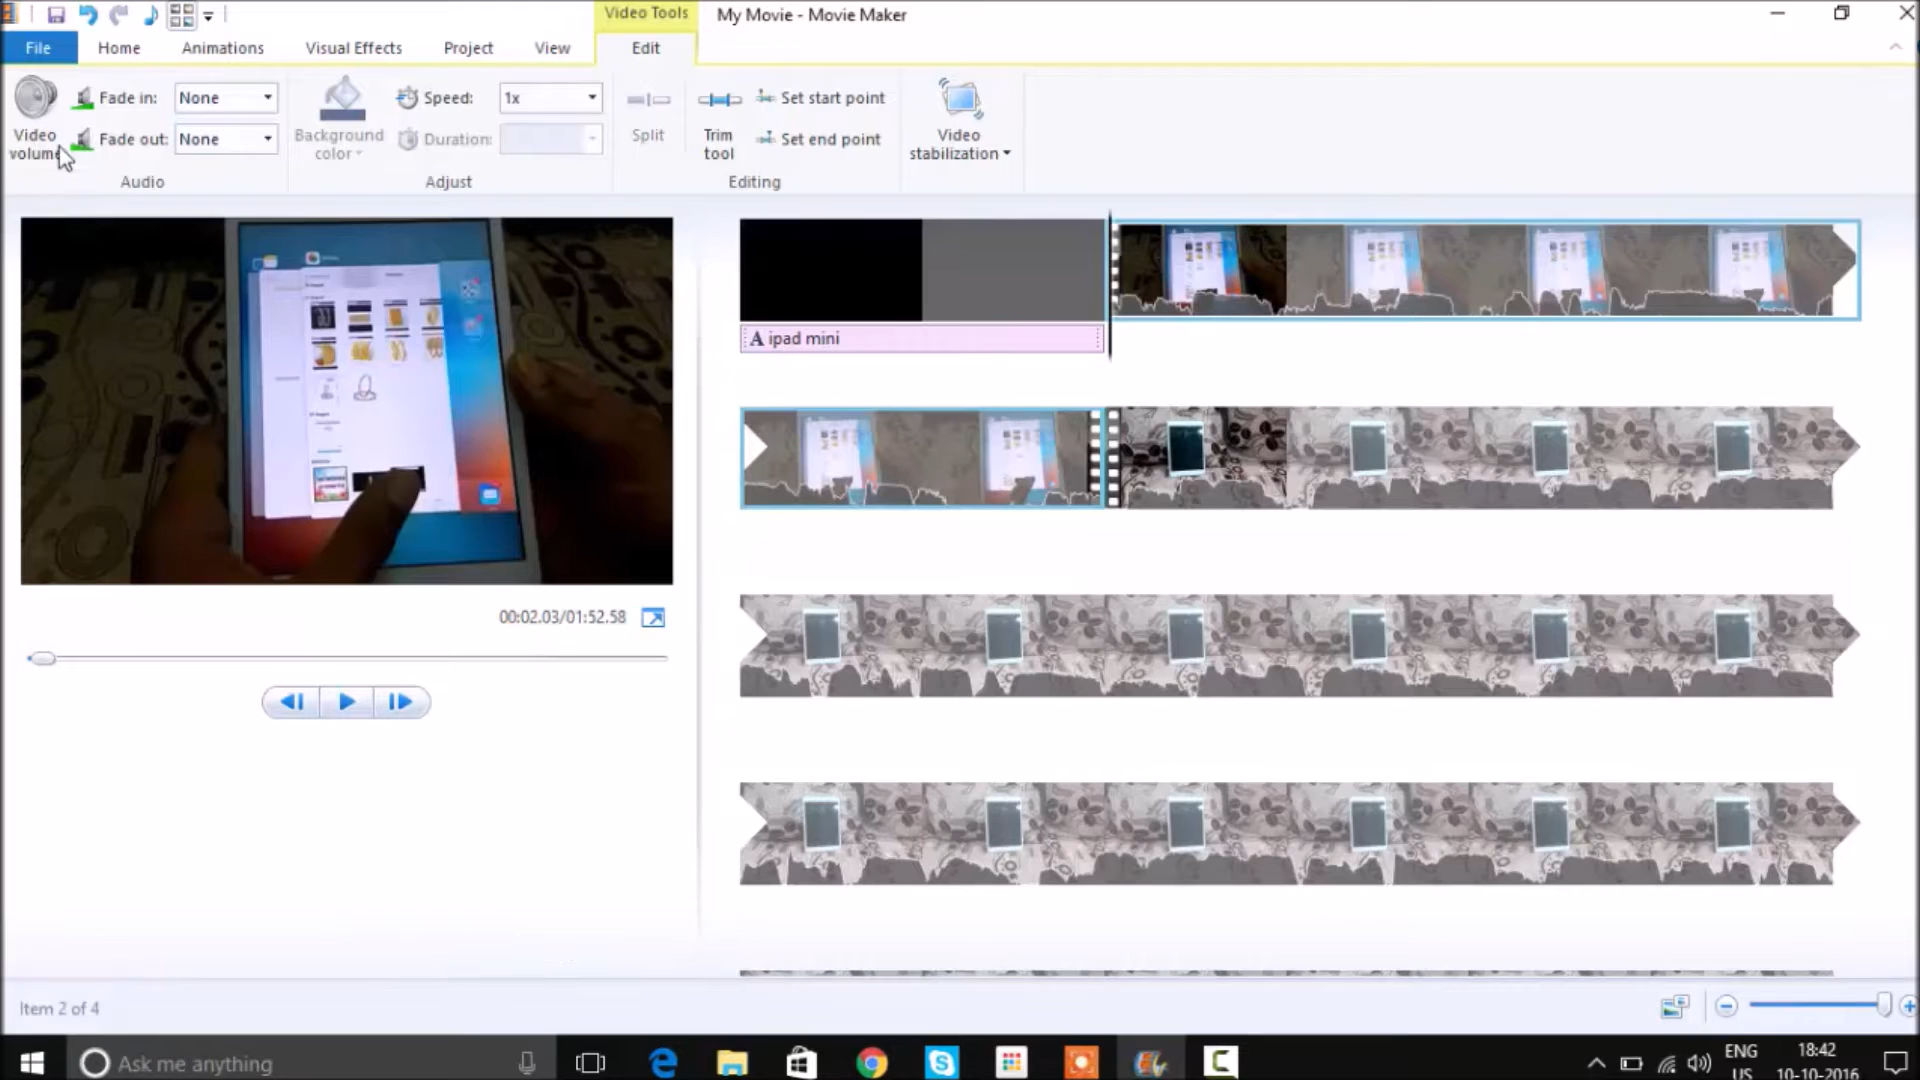 Video Tools
My Movie - Movie Maker
File
Home
Animations
Visual Effects
Project
View
Edit
Video
volume
Fade in:
None
Fade out:
None
Audio
Background
color
Speed:
1x
Duration:
Adjust
Split
Trim
tool
Set start point
Set end point
Editing
Video
stabilization
A ipad mini
00:02.03/01:52.58
Item 2 of 4
Ask me anything
ENG
US
18:42
10-10-2016